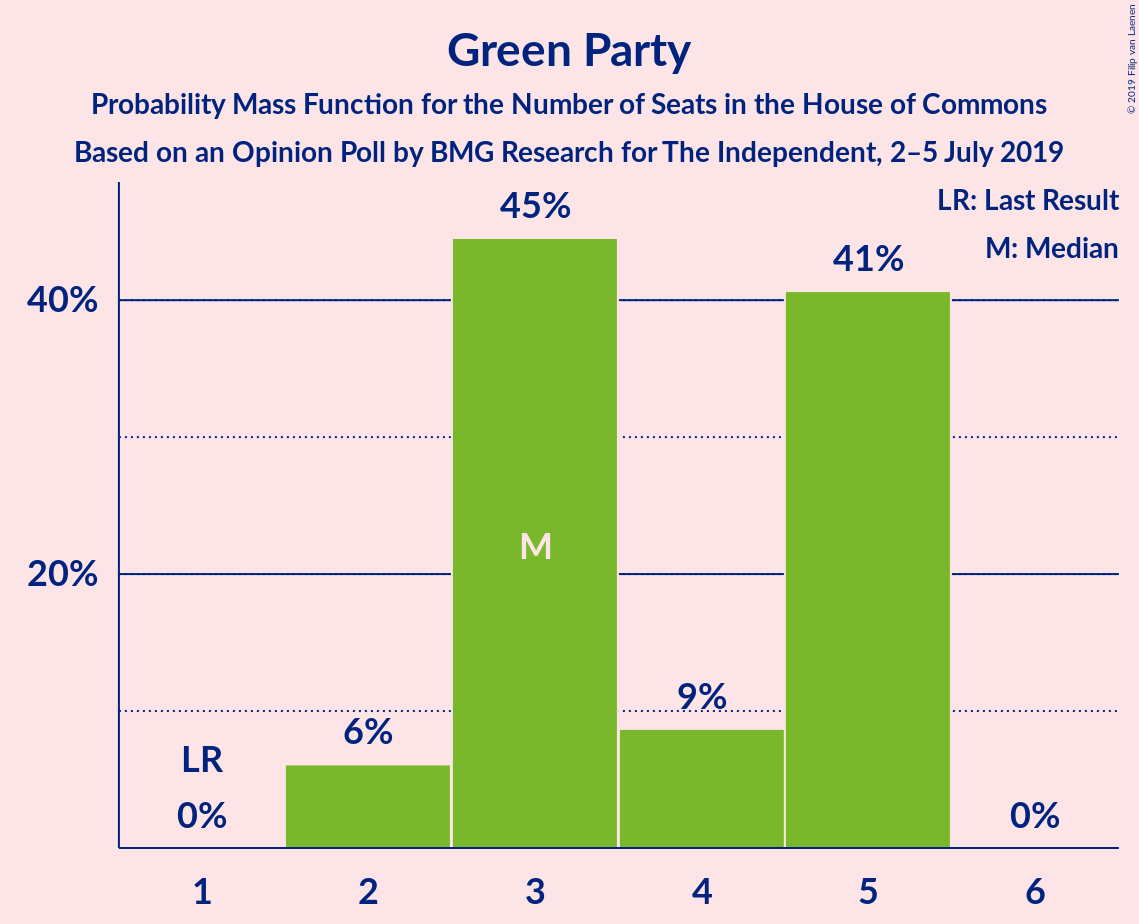 Green Party
Probability Mass Function for the Number of Seats in the House of Commons
Based on an Opinion Poll by BMG Research for The Independent, 2–5 July 2019
© 2019 Filip van Laenen
LR: Last Result
M: Median
45%
41%
40%
M
20%
9%
6%
LR
0%
0%
1 2 3 4 5 6